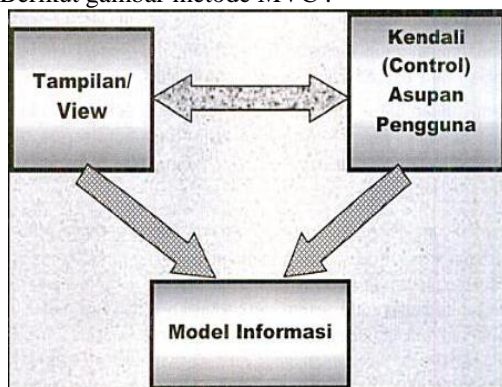 Berikut gambar metode MVC :
Tampilan/
View
Kendali
(Control)
Asupan
Pengguna
Model Informasi